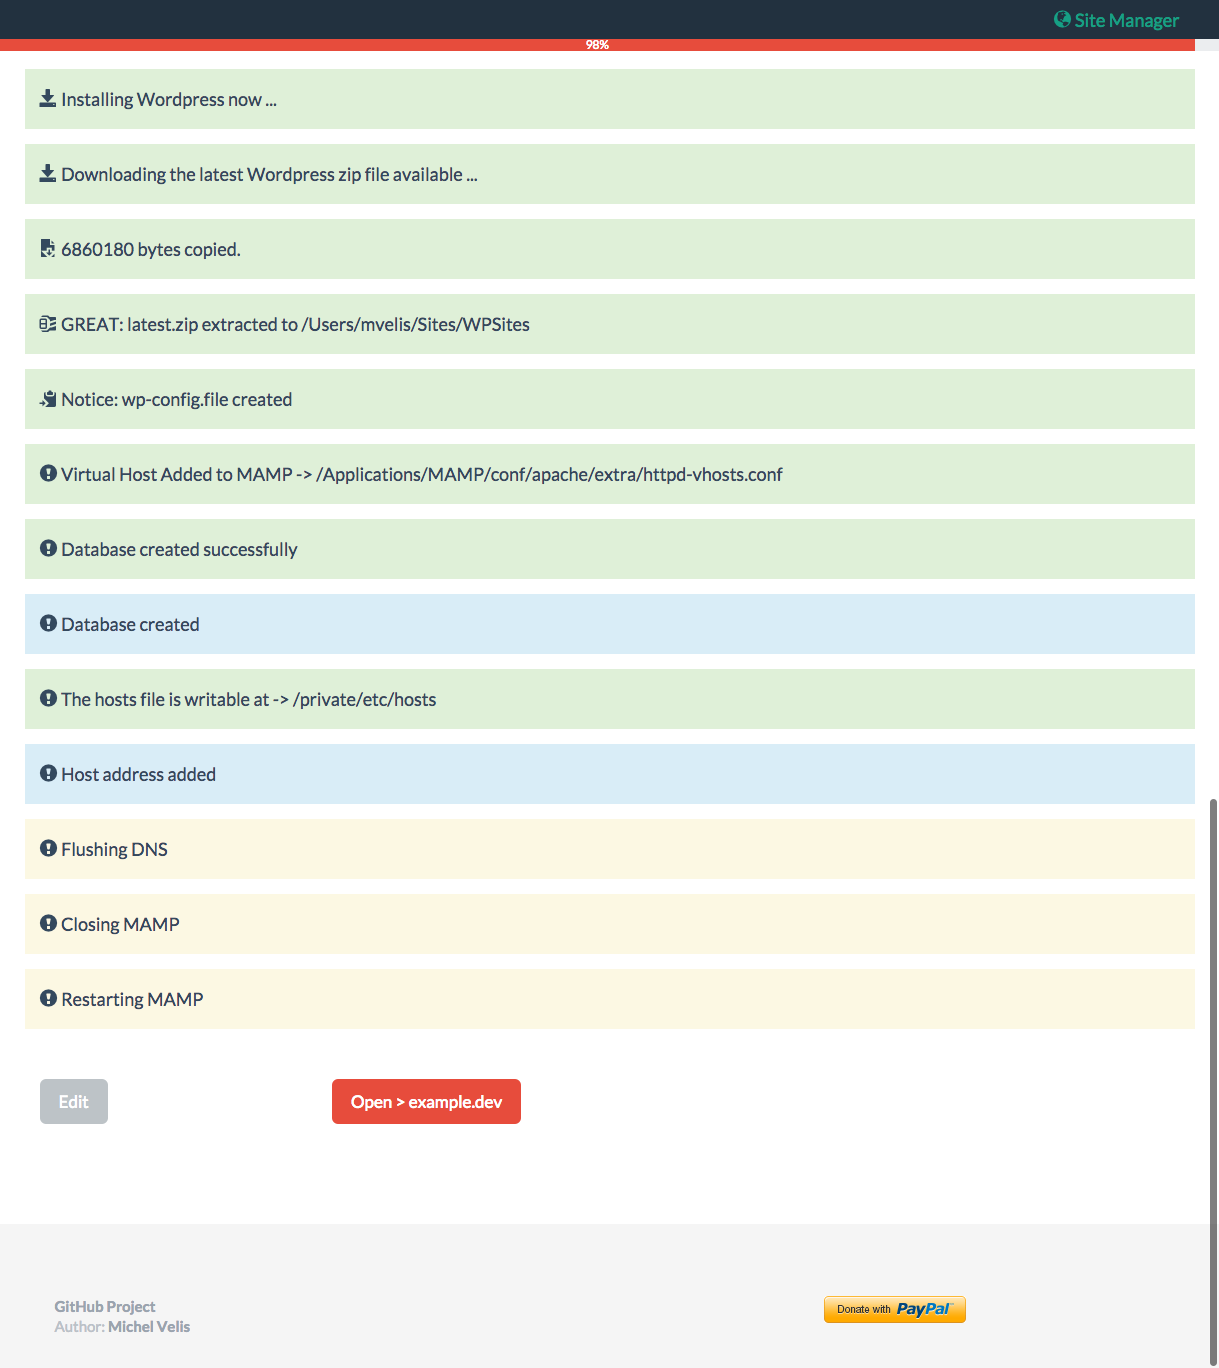 Site Manager
98%
Installing Wordpress now ...
Downloading the latest Wordpress zip file available ...
6860180 bytes copied.
GREAT: latest.zip extracted to /Users/mvelis/Sites/WPSites
Notice: wp-config.file created
Virtual Host Added to MAMP -> /Applications/MAMP/conf/apache/extra/httpd-vhosts.conf
Database created successfully
Database created
The hosts file is writable at -> /private/etc/hosts
Host address added
Flushing DNS
Closing MAMP
Restarting MAMP
Edit
Open > example.dev
GitHub Project
Author: Michel Velis
Donate with PayPal